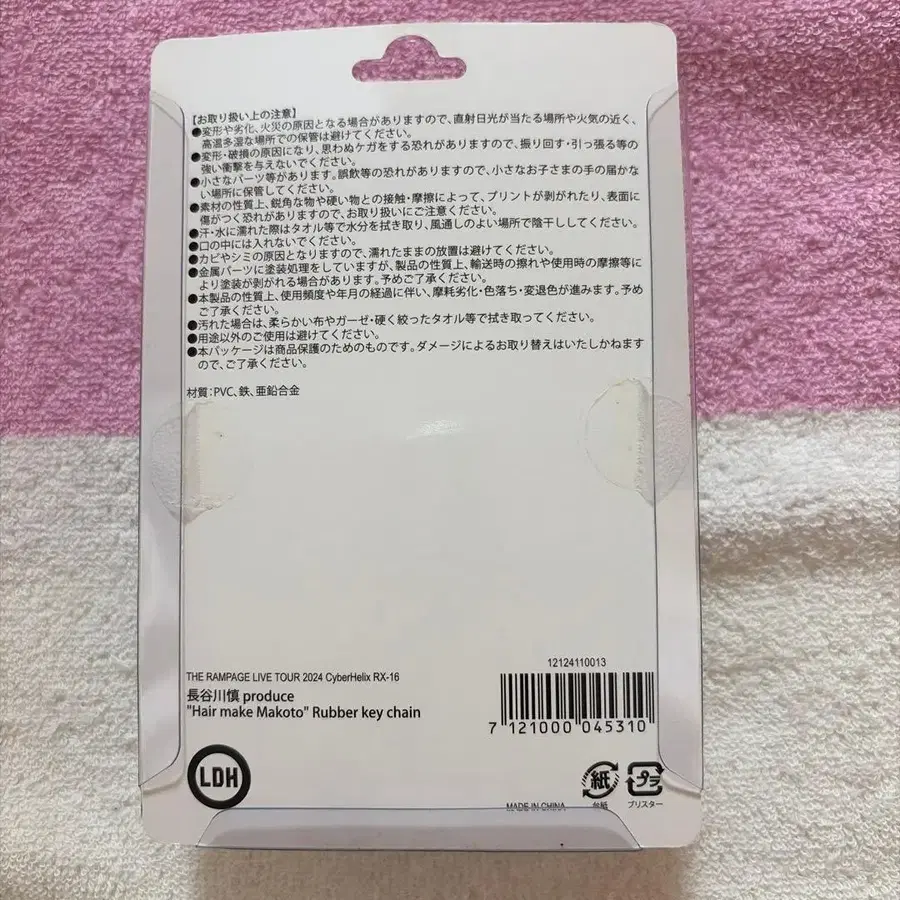 【お取り扱い上の注意】
●変形や劣化、火災の原因となる場合がありますので、直射日光が当たる場所や火気の近く、
高温多湿な場所での保管は避けてください。
●変形・破損の原因になり、思わぬケガをする恐れがありますので、振り回す・引っ張る等の
強い衝撃を与えないでください。
●小さなパーツ等があります。誤飲等の恐れがありますので、小さなお子さまの手の届かな
い場所に保管してください。
●素材の性質上、鋭角な物や硬い物との接触・摩擦によって、プリントが剥がれたり、表面に
傷がつく恐れがありますので、お取り扱いにご注意ください。
●汗・水に濡れた際はタオル等で水分を拭き取り、風通しのよい場所で陰干ししてください。
●口の中には入れないでください。
●カビやシミの原因となりますので、濡れたままの放置は避けてください。
●金属パーツに塗装処理をしていますが、製品の性質上、輸送時の擦れや使用時の摩擦等に
より塗装が剥がれる場合があります。予めご了承ください。
●本製品の性質上、使用頻度や年月の経過に伴い、摩耗劣化・色落ち・変退色が進みます。予め
ご了承ください。
●汚れた場合は、柔らかい布やガーゼ・硬く絞ったタオル等で拭き取ってください。
●用途以外のご使用は避けてください。
●本パッケージは商品保護のためのものです。ダメージによるお取り替えはいたしかねます
ので、ご了承ください。
材質：PVC、鉄、亜鉛合金
12124110013
THE RAMPAGE LIVE TOUR 2024 CyberHelix RX-16
長谷川慎 produce
"Hair make Makoto" Rubber key chain
7 121000 045310
LDH
紙
プラ
MADE IN CHINA
台紙
ブリスター